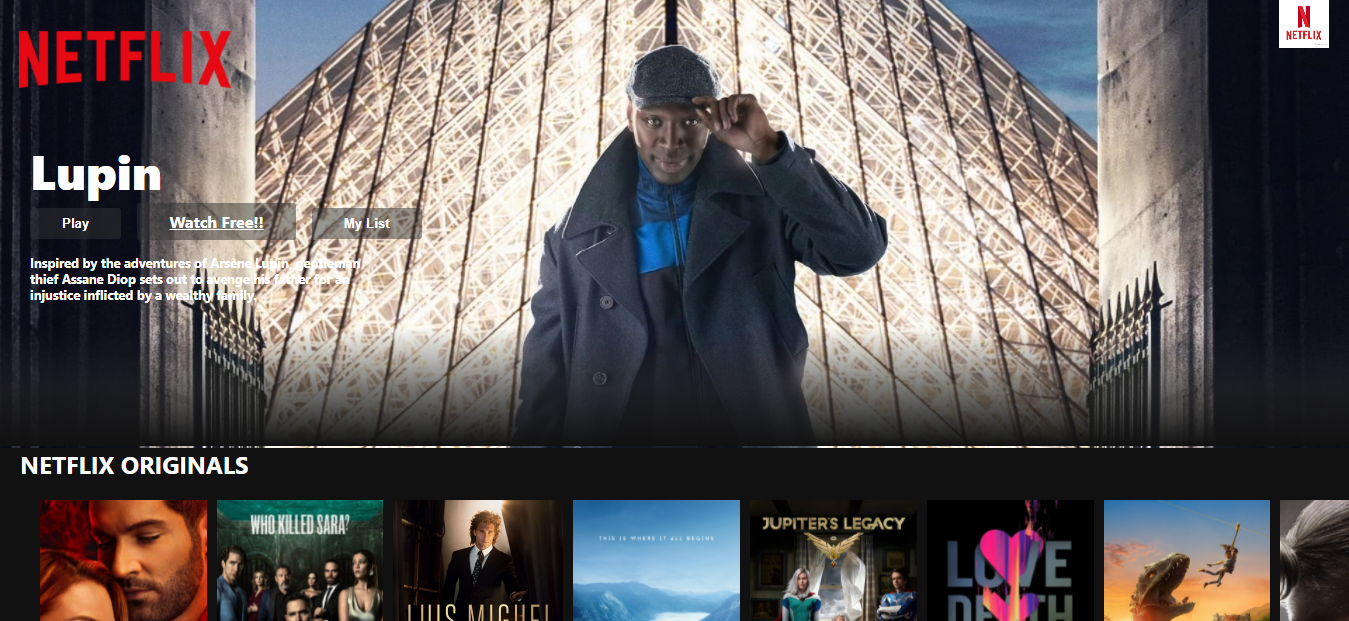 NETFLIX
N
NETFLIX
Lupin
Play
Watch Free!!
My List
Inspired by the adventures of Arsène Lupin, gentleman
thief Assane Diop sets out to avenge his father for an
injustice inflicted by a wealthy family.
NETFLIX ORIGINALS
WHO KILLED SARA?
LUIS MIGUEL
THIS IS WHERE IT ALL BEGINS
JUPITER'S LEGACY
LOVE
DEATH